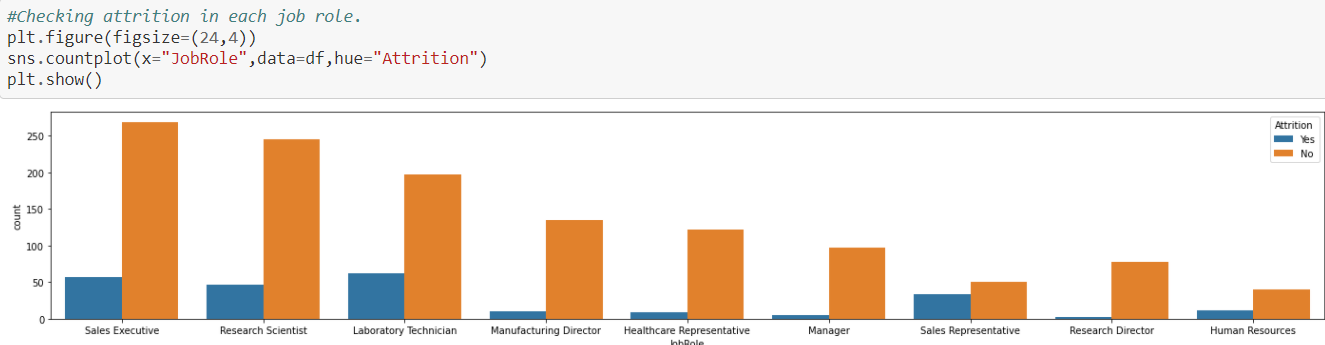 #Checking attrition in each job role.
plt.figure(figsize=(24,4))
sns.countplot(x="JobRole",data=df,hue="Attrition")
plt.show()
Attrition
Yes
No
250
200
150
100
50
0
count
Sales Executive Research Scientist Laboratory Technician Manufacturing Director Healthcare Representative Manager Sales Representative Research Director Human Resources
JobRole